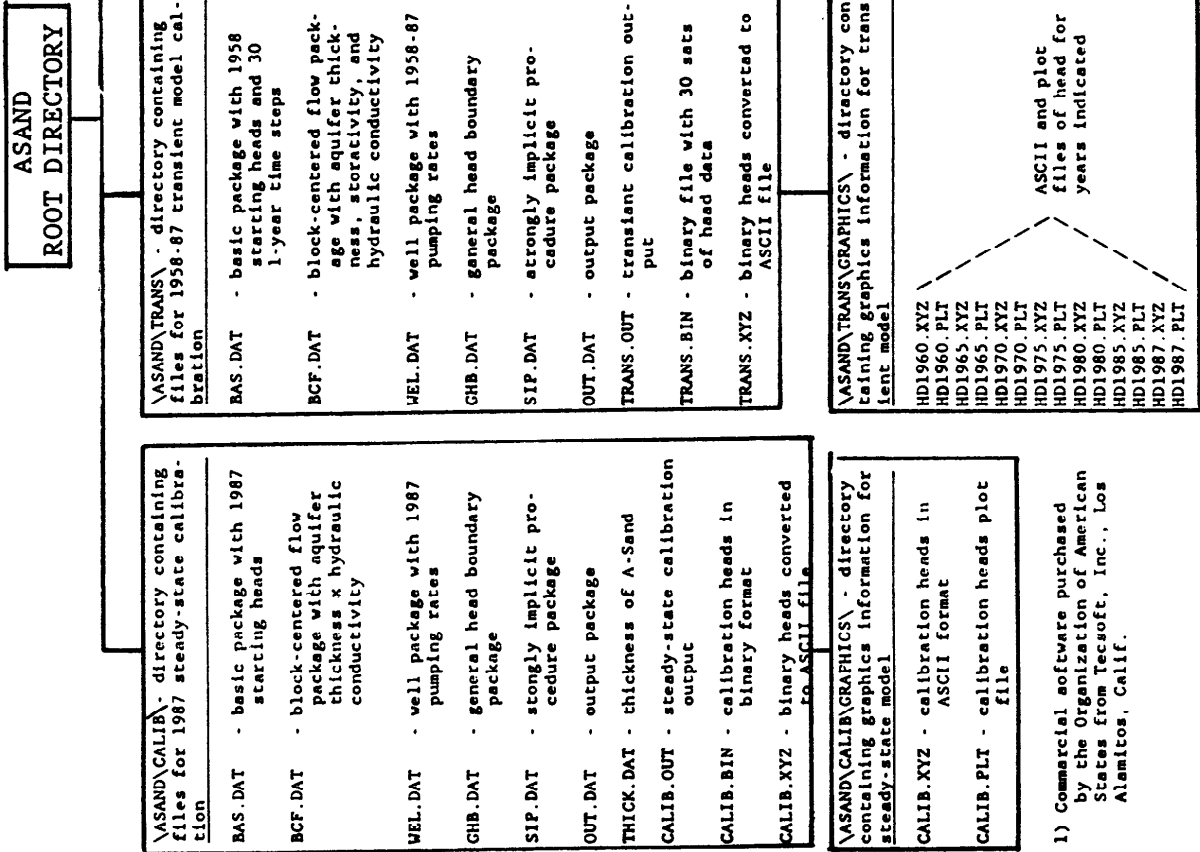 ASAND
ROOT DIRECTORY
\ASAND\CALIB\- directory containing
files for 1987 steady-state calibra-
tion
BAS.DAT - basic package with 1987
starting heads
BCF.DAT - block-centered flow
package with aquifer
thickness x hydraulic
conductivity
WEL.DAT - well package with 1987
pumping rates
GHB.DAT - general head boundary
package
SIP.DAT - stongly implicit pro-
cedure package
OUT.DAT - output package
THICK.DAT - thickness of A-Sand
CALIB.OUT - steady-state calibration
output
CALIB.BIN - calibration heads in
binary format
CALIB.XYZ - binary heads converted
to ASCII file
\ASAND\CALIB\GRAPHICS\ - directory
containing graphics information for
steady-state model
CALIB.XYZ - calibration heads in
ASCII format
CALIB.PLT - calibration heads plot
file
1) Commarcial software purchased
by the Organization of American
States from Tecsoft, Inc., Los
Alamitos, Calif.
\ASAND\TRANS\ - directory containing
files for 1958-87 transient model cal-
bration
BAS.DAT - basic package with 1958
starting heads and 30
1-year time steps
BCF.DAT - block-centered flow pack-
age with aquifer thick-
ness, storativity, and
hydraulic conductivity
WEL.DAT - well package with 1958-87
pumping rates
GHB.DAT - ganeral head boundary
package
SIP.DAT - atrongly implicit pro-
cadure package
OUT.DAT - output package
TRANS.OUT - transiant calibration out-
put
TRANS.BIN - binary file with 30 sats
of haad data
TRANS.XYZ - binary heads convertad to
ASCII file
\ASAND\TRANS\GRAPHICS\ - diractory con
taining graphics information for trans
ient model
HD1960.XYZ
HD1960.PLT
HD1965.XYZ
HD1965.PLT
HD1970.XYZ
HD1970.PLT
HD1975.XYZ
HD1975.PLT
HD1980.XYZ
HD1980.PLT
HD1985.XYZ
HD1985.PLT
HD1987.XYZ
HD1987.PLT
ASCII and plot
files of head for
years indicated